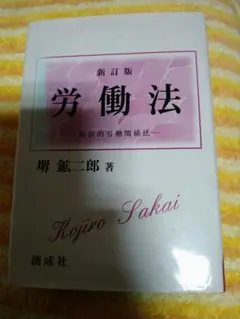 新訂版
労働法
―個別的労働関係法―
堺 鉱二郎 著
Kojiro Sakai
創成社